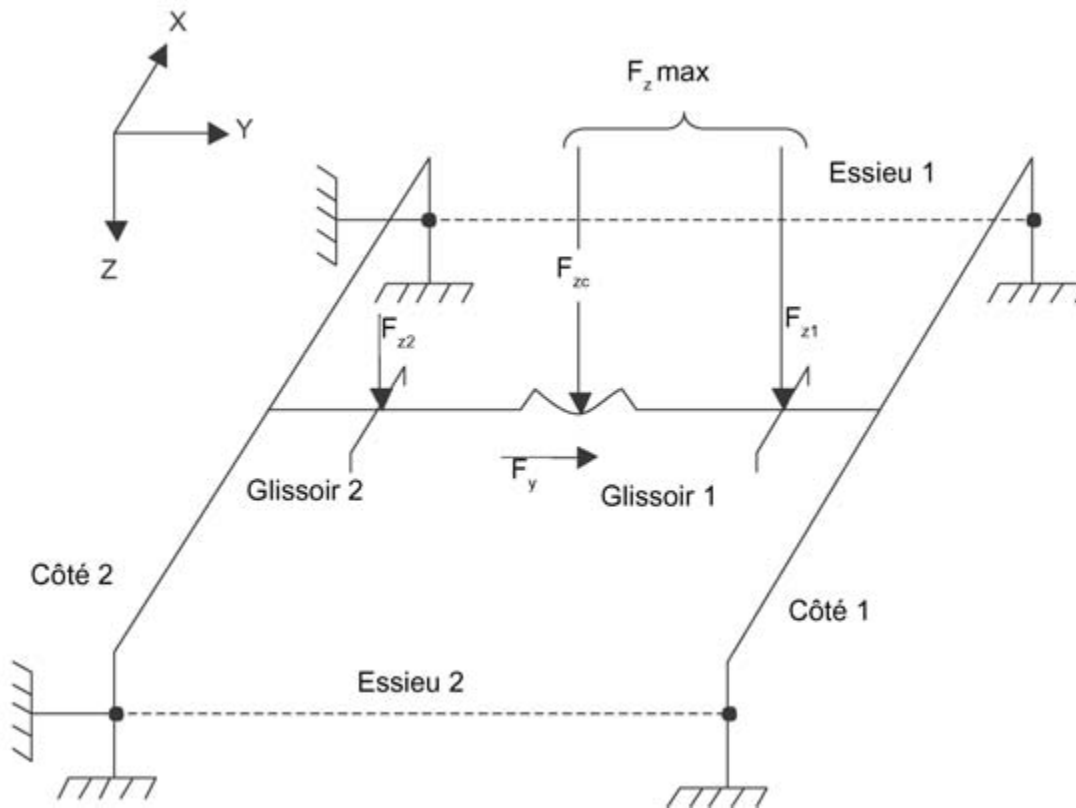 X
F_z max
Y
Essieu 1
Z
F_zc
F_z2
F_z1
F_y
Glissoir 2
Glissoir 1
Côté 2
Côté 1
Essieu 2